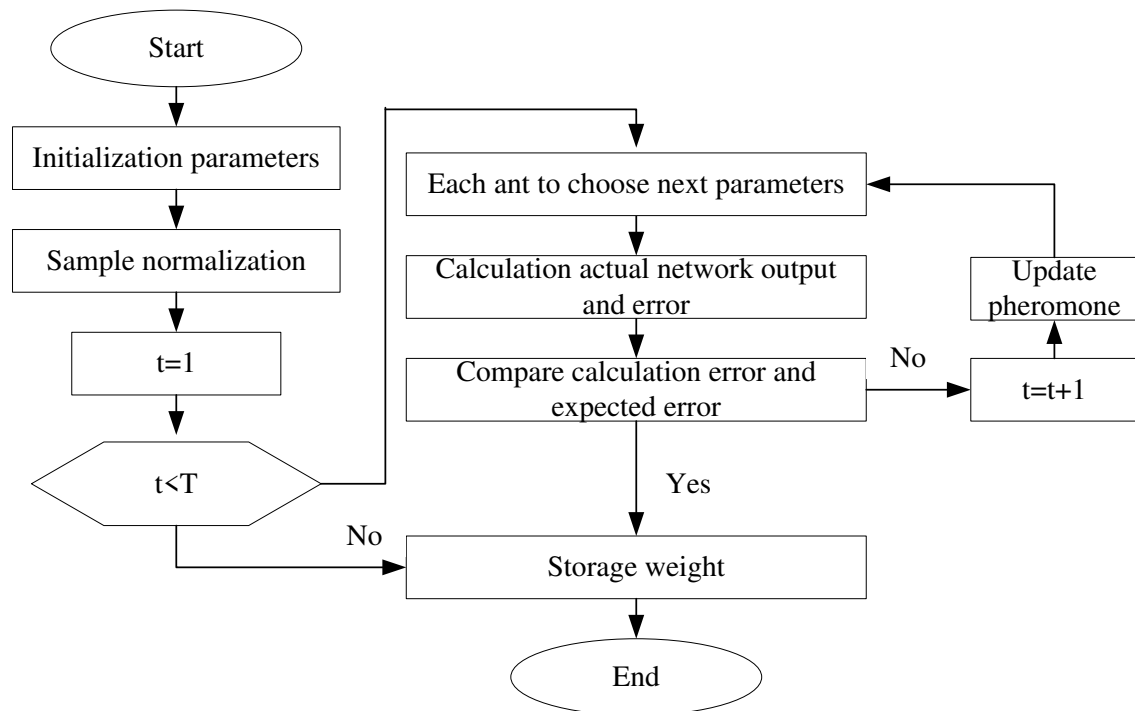 Start
Initialization parameters
Sample normalization
t=1
t<T
No
Each ant to choose next parameters
Calculation actual network output
and error
Compare calculation error and
expected error
No
t=t+1
Update
pheromone
Yes
Storage weight
End